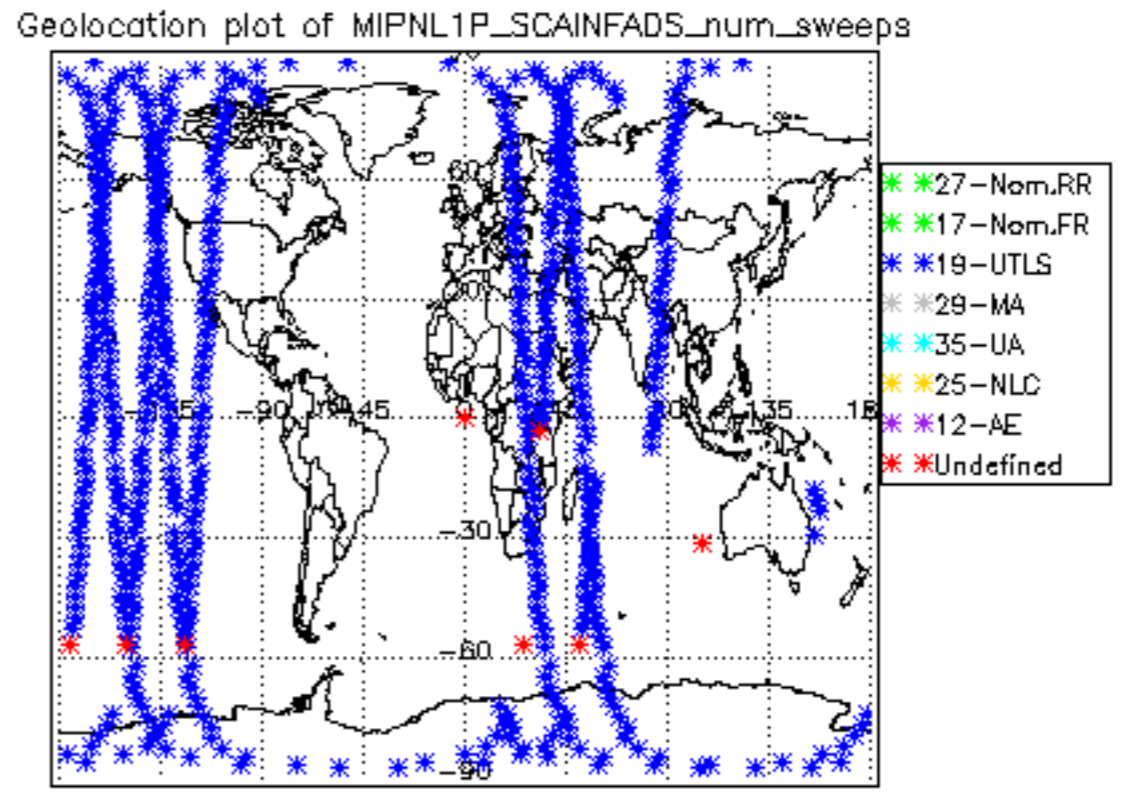 Geolocation plot of MIPNL1P_SCAINFADS_num_sweeps
60
-90
45
135
-30
-60
-90
27-Nom.RR
17-Nom.FR
19-UTLS
29-MA
35-UA
25-NLC
12-AE
Undefined